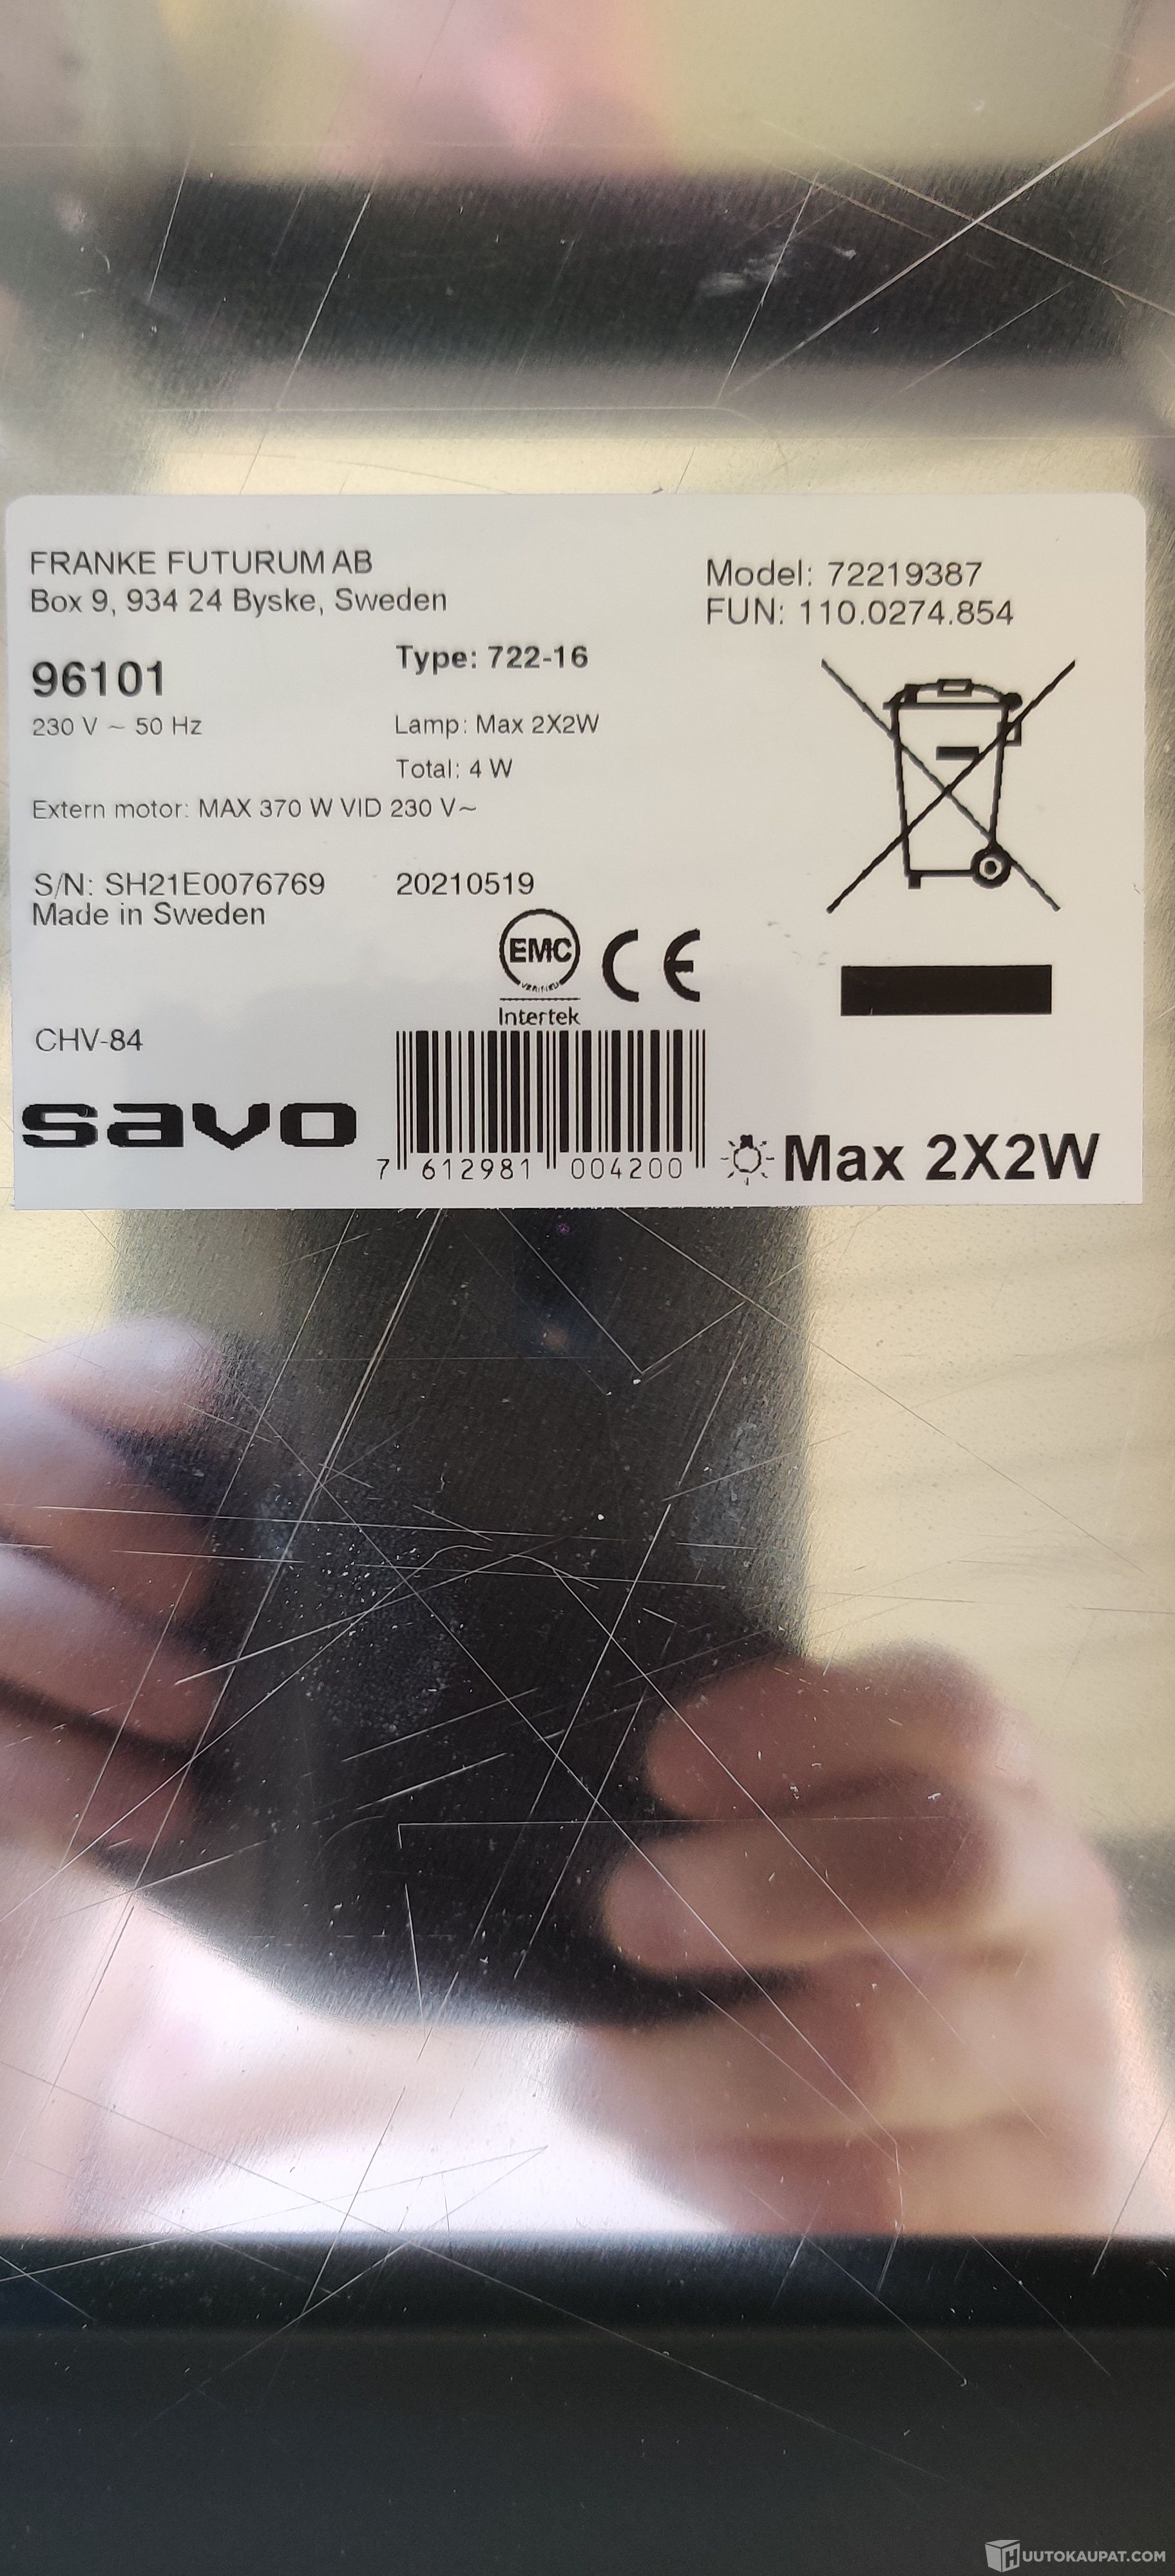 FRANKE FUTURUM AB
Box 9, 934 24 Byske, Sweden
Model: 72219387
FUN: 110.0274.854
96101
Type: 722-16
230 V ~ 50 Hz
Lamp: Max 2X2W
Total: 4 W
Extern motor: MAX 370 W VID 230 V~
S/N: SH21E0076769
20210519
Made in Sweden
EMC
VERIFIED
Intertek
CE
CHV-84
savo
7 612981 004200
Max 2X2W
HUUTOKAUPAT.COM